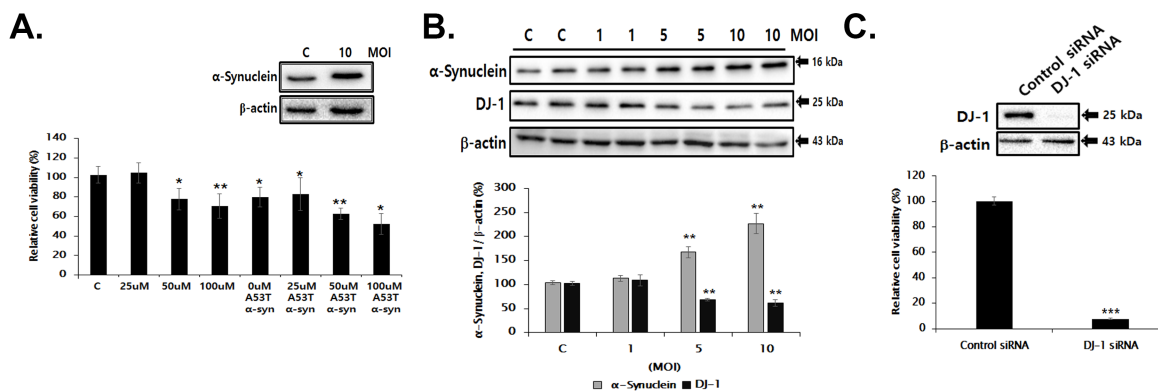 A.
C 10 MOI
α-Synuclein
β-actin
Relative cell viability (%)
140
120
100
80
60
40
20
0
* ** * * ** *
C 25uM 50uM 100uM 0uM 25uM 50uM 100uM
A53T A53T A53T A53T
α-syn α-syn α-syn α-syn
B.
C C 1 1 5 5 10 10 MOI
α-Synuclein 16 kDa
DJ-1 25 kDa
β-actin 43 kDa
α-Synuclein, DJ-1 / β-actin (%)
300
250
200
150
100
50
0
** ** ** **
C 1 5 10
(MOI)
α-Synuclein DJ-1
C.
Control siRNA
DJ-1 siRNA
DJ-1 25 kDa
β-actin 43 kDa
Relative cell viability (%)
120
100
80
60
40
20
0
***
Control siRNA DJ-1 siRNA